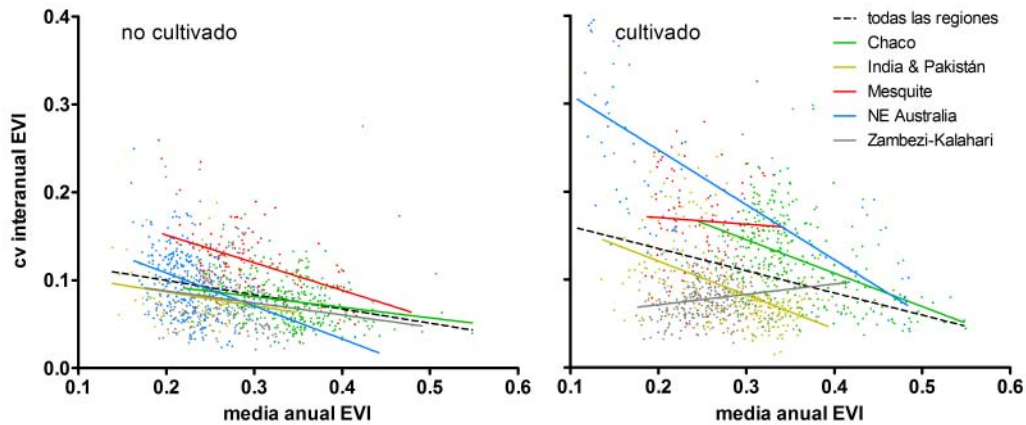 no cultivado
cultivado
todas las regiones
Chaco
India & Pakistán
Mesquite
NE Australia
Zambezi-Kalahari
cv interanual EVI
0.4
0.3
0.2
0.1
0.0
0.1 0.2 0.3 0.4 0.5 0.6
0.1 0.2 0.3 0.4 0.5 0.6
media anual EVI
media anual EVI